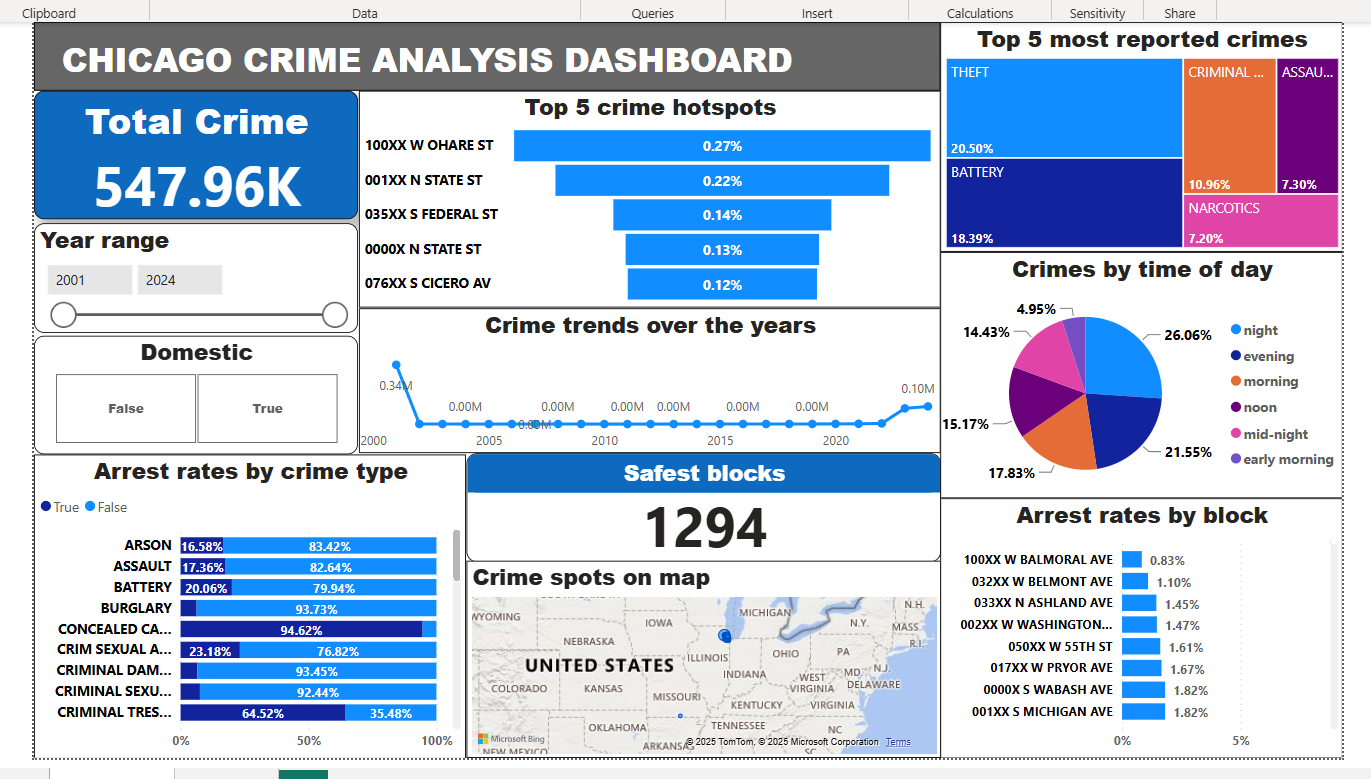 Clipboard
Data
Queries
Insert
Calculations
Sensitivity
Share
CHICAGO CRIME ANALYSIS DASHBOARD
Total Crime
547.96K
Year range
2001
2024
Domestic
False
True
Top 5 crime hotspots
100XX W OHARE ST
0.27%
001XX N STATE ST
0.22%
035XX S FEDERAL ST
0.14%
0000X N STATE ST
0.13%
076XX S CICERO AV
0.12%
Crime trends over the years
0.34M
0.00M
0.00M
0.00M
0.00M
0.00M
0.00M
0.00M
0.10M
2000
2005
2010
2015
2020
Top 5 most reported crimes
THEFT
20.50%
BATTERY
18.39%
CRIMINAL ...
10.96%
ASSAU...
7.30%
NARCOTICS
7.20%
Crimes by time of day
4.95%
14.43%
15.17%
17.83%
21.55%
26.06%
night
evening
morning
noon
mid-night
early morning
Arrest rates by crime type
True
False
ARSON
16.58%
83.42%
ASSAULT
17.36%
82.64%
BATTERY
20.06%
79.94%
BURGLARY
93.73%
CONCEALED CA...
94.62%
CRIM SEXUAL A...
23.18%
76.82%
CRIMINAL DAM...
93.45%
CRIMINAL SEXU...
92.44%
CRIMINAL TRES...
64.52%
35.48%
0%
50%
100%
Safest blocks
1294
Crime spots on map
WYOMING
NEBRASKA
IOWA
MICHIGAN
N.H.
N.Y.
MASS.
R.I.
UNITED STATES
ILLINOIS
OHIO
PA
N.J.
INDIANA
MD.
DELAWARE
COLORADO
KANSAS
MISSOURI
WEST
VIRGINIA
KENTUCKY
VIRGINIA
OKLAHOMA
TENNESSEE
NC
NEW MEXICO
ARKANSAS
SC
Microsoft Bing
© 2025 TomTom, © 2025 Microsoft Corporation
Terms
Arrest rates by block
100XX W BALMORAL AVE
0.83%
032XX W BELMONT AVE
1.10%
033XX N ASHLAND AVE
1.45%
002XX W WASHINGTON...
1.47%
050XX W 55TH ST
1.61%
017XX W PRYOR AVE
1.67%
0000X S WABASH AVE
1.82%
001XX S MICHIGAN AVE
1.82%
0%
5%